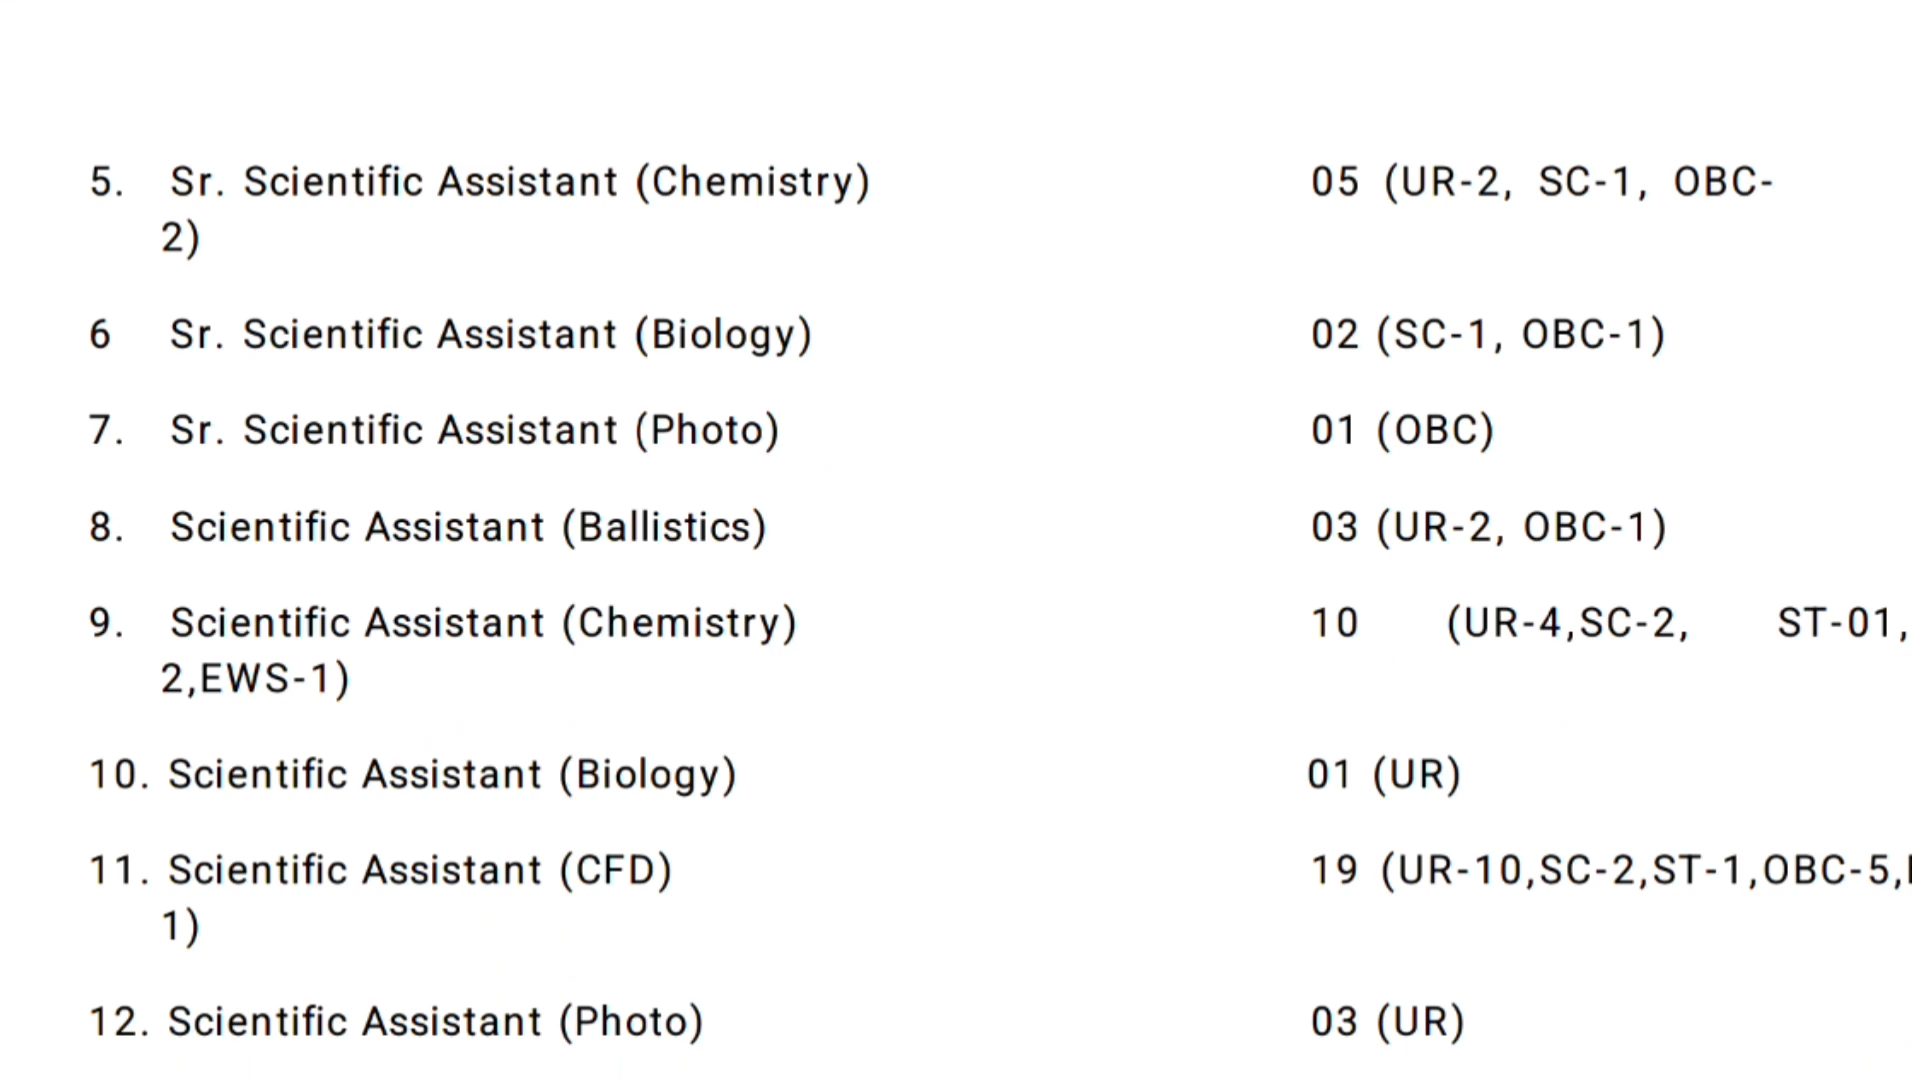 5. Sr. Scientific Assistant (Chemistry) 05 (UR-2, SC-1, OBC-
2)
6 Sr. Scientific Assistant (Biology) 02 (SC-1, OBC-1)
7. Sr. Scientific Assistant (Photo) 01 (OBC)
8. Scientific Assistant (Ballistics) 03 (UR-2, OBC-1)
9. Scientific Assistant (Chemistry) 10 (UR-4,SC-2, ST-01,
2,EWS-1)
10. Scientific Assistant (Biology) 01 (UR)
11. Scientific Assistant (CFD) 19 (UR-10,SC-2,ST-1,OBC-5,
1)
12. Scientific Assistant (Photo) 03 (UR)